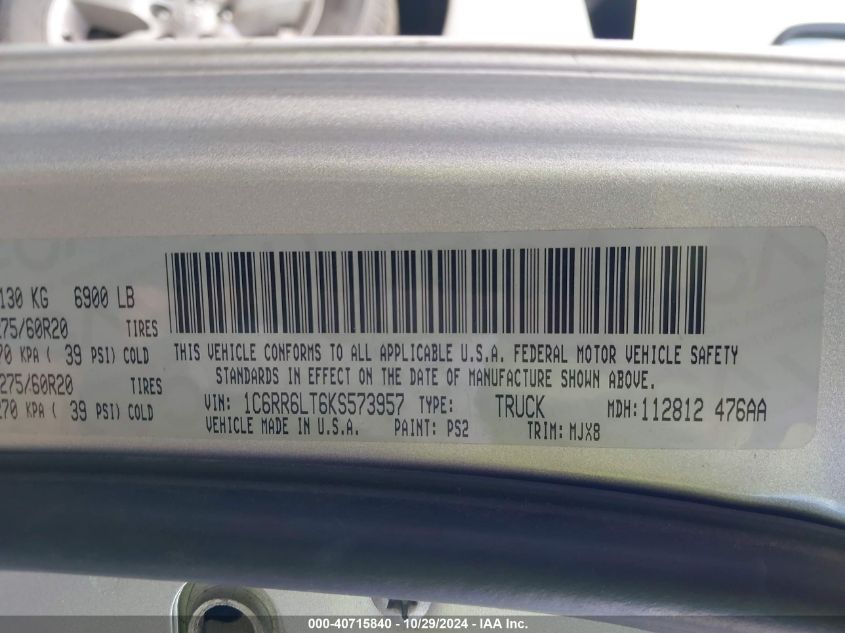 130 KG 6900 LB
275/60R20 TIRES
70 KPA ( 39 PSI) COLD
275/60R20 TIRES
270 KPA ( 39 PSI) COLD
THIS VEHICLE CONFORMS TO ALL APPLICABLE U.S.A. FEDERAL MOTOR VEHICLE SAFETY
STANDARDS IN EFFECT ON THE DATE OF MANUFACTURE SHOWN ABOVE.
VIN: 1C6RR6LT6KS573957 TYPE: TRUCK MDH: 112812 476AA
VEHICLE MADE IN U.S.A. PAINT: PS2 TRIM: MJX8
000-40715840 - 10/29/2024 - IAA Inc.